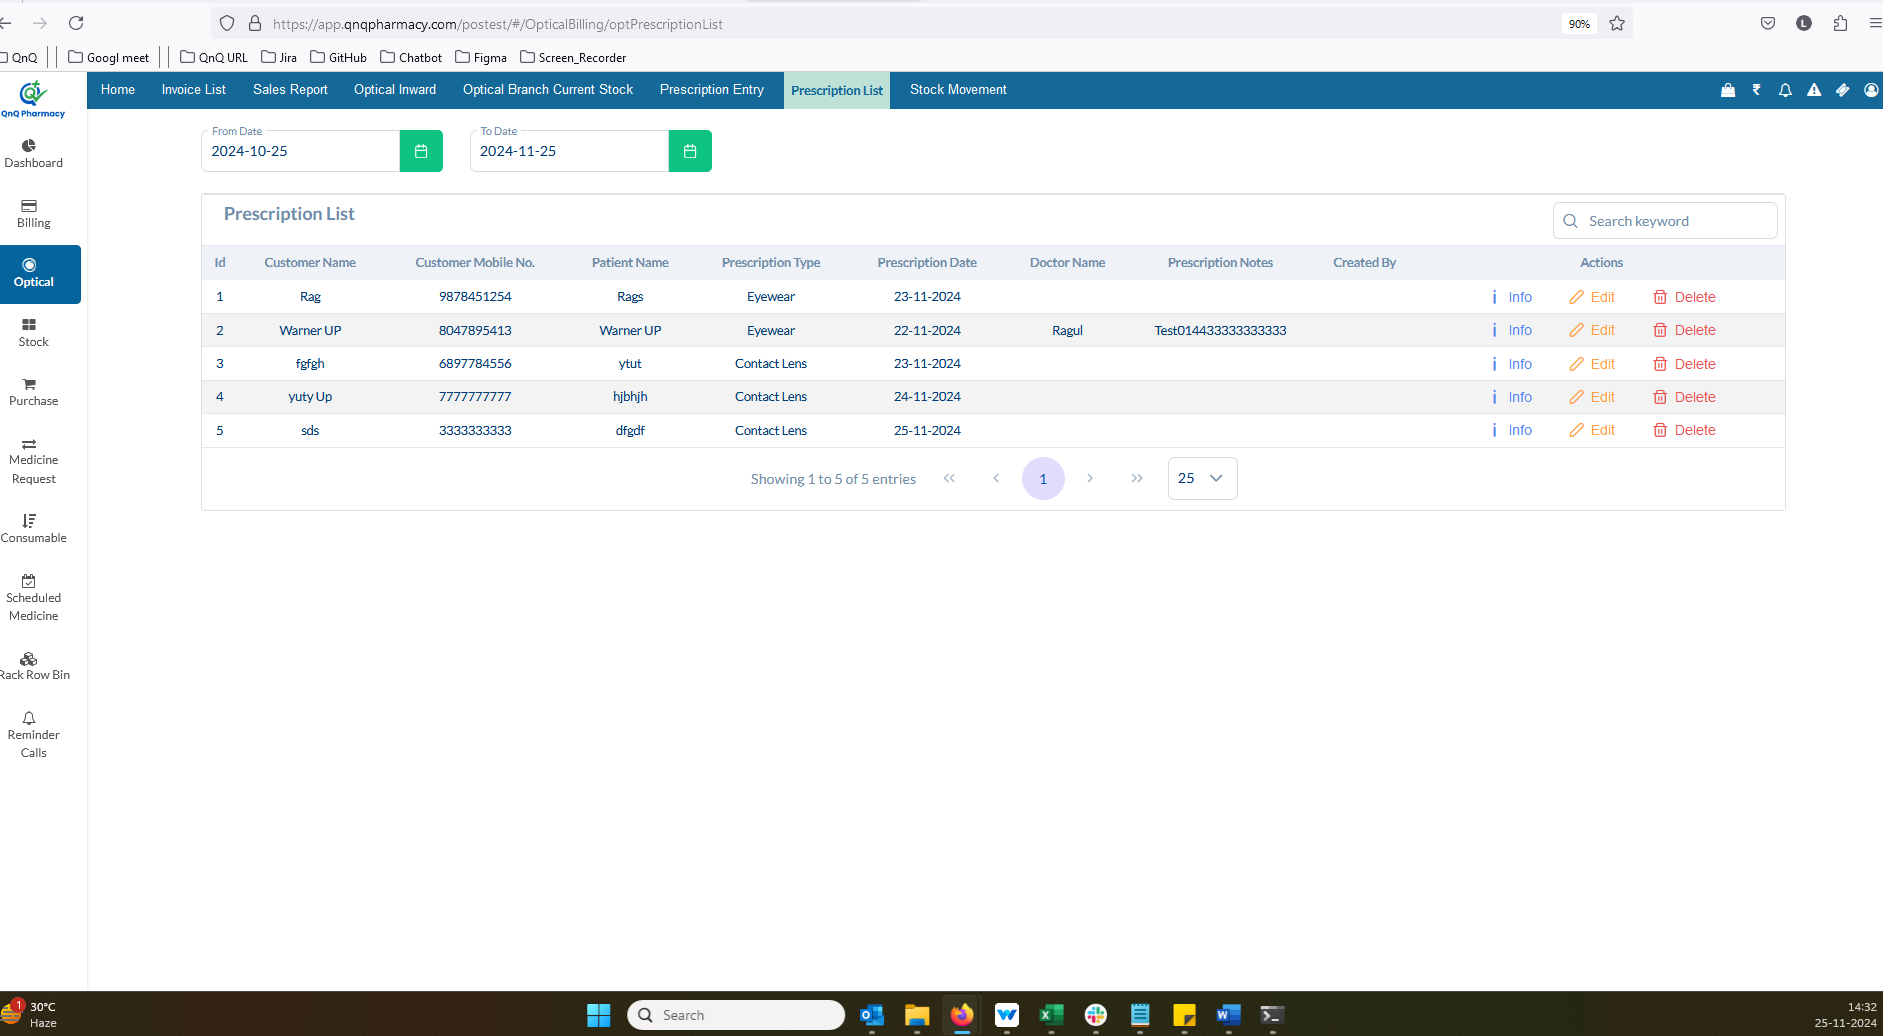 https://app.qnqpharmacy.com/postest/#/OpticalBilling/optPrescriptionList 90% L
QnQ Googl meet QnQ URL Jira GitHub Chatbot Figma Screen_Recorder
QnQ Pharmacy
Home Invoice List Sales Report Optical Inward Optical Branch Current Stock Prescription Entry Prescription List Stock Movement
Dashboard
Billing
Optical
Stock
Purchase
Medicine
Request
Consumable
Scheduled
Medicine
Rack Row Bin
Reminder
Calls
From Date To Date
2024-10-25 2024-11-25
Prescription List
Search keyword
Id Customer Name Customer Mobile No. Patient Name Prescription Type Prescription Date Doctor Name Prescription Notes Created By Actions
1 Rag 9878451254 Rags Eyewear 23-11-2024 Info Edit Delete
2 Warner UP 8047895413 Warner UP Eyewear 22-11-2024 Ragul Test014433333333333 Info Edit Delete
3 fgfgh 6897784556 ytut Contact Lens 23-11-2024 Info Edit Delete
4 yuty Up 7777777777 hjbhjh Contact Lens 24-11-2024 Info Edit Delete
5 sds 3333333333 dfgdf Contact Lens 25-11-2024 Info Edit Delete
Showing 1 to 5 of 5 entries << < 1 > >> 25
1 30°C
Haze
Search
14:32
25-11-2024